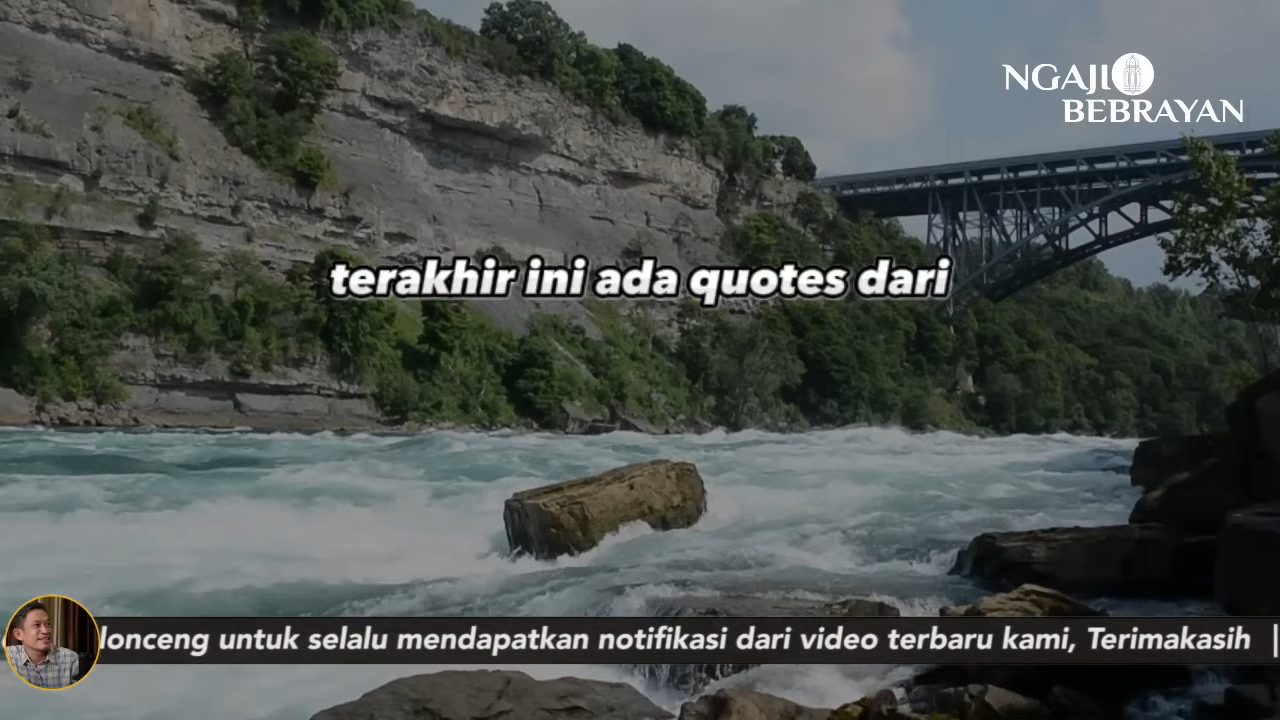 NGAJI
BEBRAYAN
terakhir ini ada quotes dari
lonceng untuk selalu mendapatkan notifikasi dari video terbaru kami, Terimakasih |